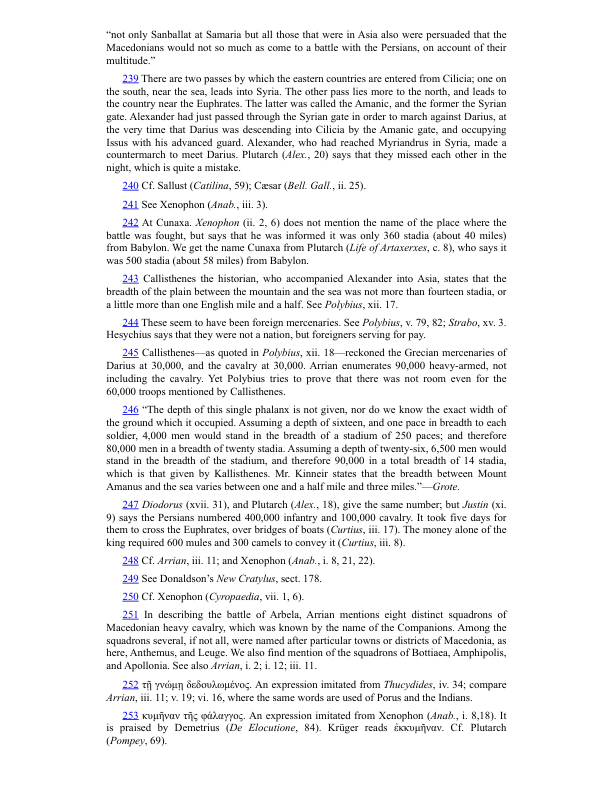 “not only Sanballat at Samaria but all those that were in Asia also were persuaded that the
Macedonians would not so much as come to a battle with the Persians, on account of their
multitude.”
239 There are two passes by which the eastern countries are entered from Cilicia; one on
the south, near the sea, leads into Syria. The other pass lies more to the north, and leads to
the country near the Euphrates. The latter was called the Amanic, and the former the Syrian
gate. Alexander had just passed through the Syrian gate in order to march against Darius, at
the very time that Darius was descending into Cilicia by the Amanic gate, and occupying
Issus with his advanced guard. Alexander, who had reached Myriandrus in Syria, made a
countermarch to meet Darius. Plutarch (Alex., 20) says that they missed each other in the
night, which is quite a mistake.
240 Cf. Sallust (Catilina, 59); Cæsar (Bell. Gall., ii. 25).
241 See Xenophon (Anab., iii. 3).
242 At Cunaxa. Xenophon (ii. 2, 6) does not mention the name of the place where the
battle was fought, but says that he was informed it was only 360 stadia (about 40 miles)
from Babylon. We get the name Cunaxa from Plutarch (Life of Artaxerxes, c. 8), who says it
was 500 stadia (about 58 miles) from Babylon.
243 Callisthenes the historian, who accompanied Alexander into Asia, states that the
breadth of the plain between the mountain and the sea was not more than fourteen stadia, or
a little more than one English mile and a half. See Polybius, xii. 17.
244 These seem to have been foreign mercenaries. See Polybius, v. 79, 82; Strabo, xv. 3.
Hesychius says that they were not a nation, but foreigners serving for pay.
245 Callisthenes—as quoted in Polybius, xii. 18—reckoned the Grecian mercenaries of
Darius at 30,000, and the cavalry at 30,000. Arrian enumerates 90,000 heavy-armed, not
including the cavalry. Yet Polybius tries to prove that there was not room even for the
60,000 troops mentioned by Callisthenes.
246 “The depth of this single phalanx is not given, nor do we know the exact width of
the ground which it occupied. Assuming a depth of sixteen, and one pace in breadth to each
soldier, 4,000 men would stand in the breadth of a stadium of 250 paces; and therefore
80,000 men in a breadth of twenty stadia. Assuming a depth of twenty-six, 6,500 men would
stand in the breadth of the stadium, and therefore 90,000 in a total breadth of 14 stadia,
which is that given by Kallisthenes. Mr. Kinneir states that the breadth between Mount
Amanus and the sea varies between one and a half mile and three miles.”—Grote.
247 Diodorus (xvii. 31), and Plutarch (Alex., 18), give the same number; but Justin (xi.
9) says the Persians numbered 400,000 infantry and 100,000 cavalry. It took five days for
them to cross the Euphrates, over bridges of boats (Curtius, iii. 17). The money alone of the
king required 600 mules and 300 camels to convey it (Curtius, iii. 8).
248 Cf. Arrian, iii. 11; and Xenophon (Anab., i. 8, 21, 22).
249 See Donaldson’s New Cratylus, sect. 178.
250 Cf. Xenophon (Cyropaedia, vii. 1, 6).
251 In describing the battle of Arbela, Arrian mentions eight distinct squadrons of
Macedonian heavy cavalry, which was known by the name of the Companions. Among the
squadrons several, if not all, were named after particular towns or districts of Macedonia, as
here, Anthemus, and Leuge. We also find mention of the squadrons of Bottiaea, Amphipolis,
and Apollonia. See also Arrian, i. 2; i. 12; iii. 11.
252 τῇ γνώμῃ δεδουλωμένος. An expression imitated from Thucydides, iv. 34; compare
Arrian, iii. 11; v. 19; vi. 16, where the same words are used of Porus and the Indians.
253 κυμῆναν τῆς φάλαγγος. An expression imitated from Xenophon (Anab., i. 8,18). It
is praised by Demetrius (De Elocutione, 84). Krüger reads ἐκκυμῆναν. Cf. Plutarch
(Pompey, 69).